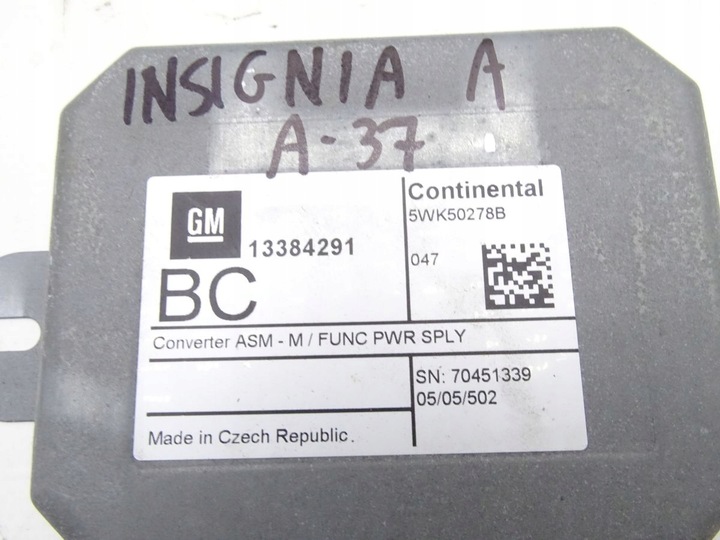 INSIGNIA A
A-37
GM
13384291
BC
Continental
5WK50278B
047
Converter ASM - M / FUNC PWR SPLY
SN: 70451339
05/05/502
Made in Czech Republic.